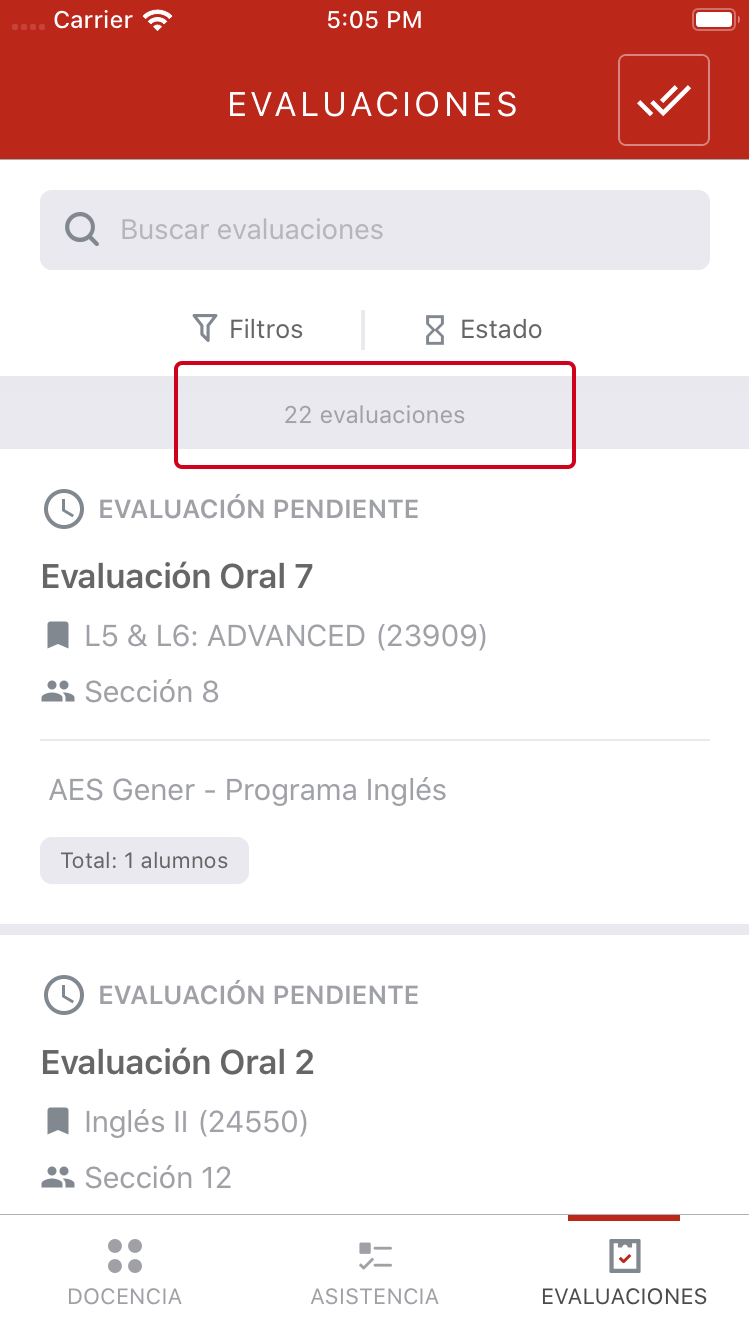 Carrier 5:05 PM
EVALUACIONES
Buscar evaluaciones
Filtros Estado
22 evaluaciones
EVALUACIÓN PENDIENTE
Evaluación Oral 7
L5 & L6: ADVANCED (23909)
Sección 8
AES Gener - Programa Inglés
Total: 1 alumnos
EVALUACIÓN PENDIENTE
Evaluación Oral 2
Inglés II (24550)
Sección 12
DOCENCIA ASISTENCIA EVALUACIONES